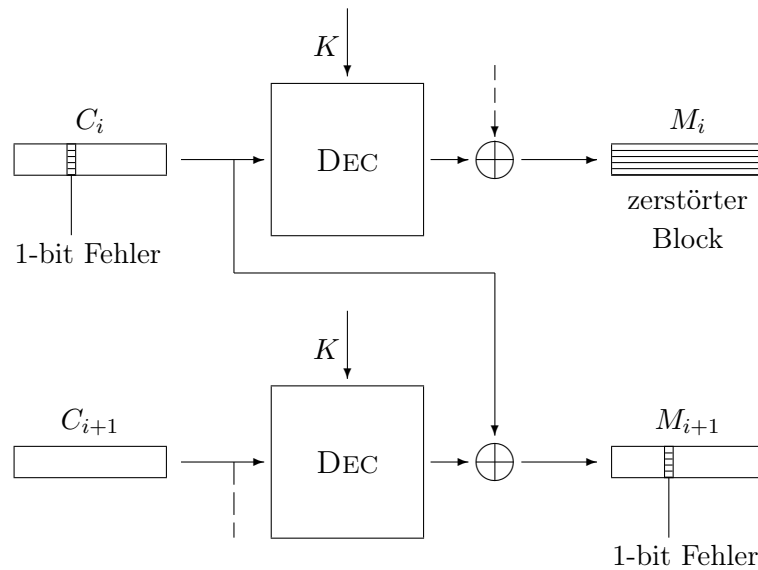 K
C_i
DEC
M_i
zerstörter
Block
1-bit Fehler
K
C_{i+1}
DEC
M_{i+1}
1-bit Fehler